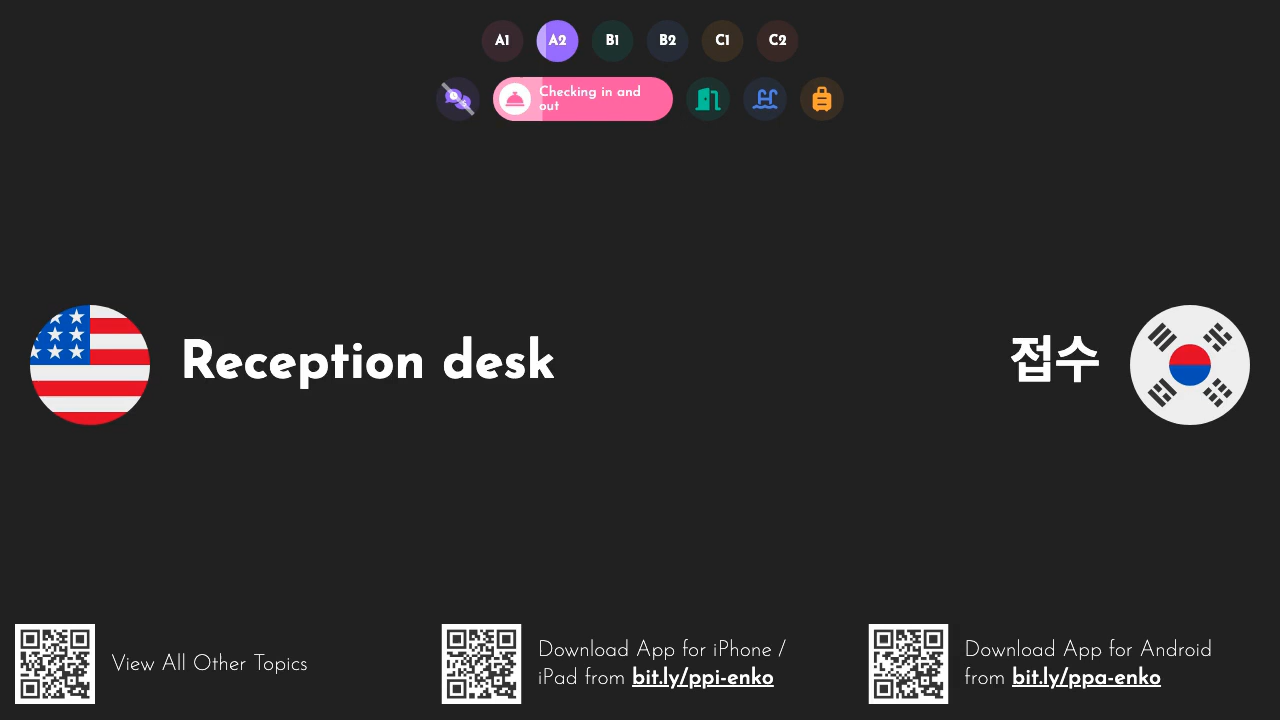 A1
A2
B1
B2
C1
C2
Checking in and
out
Reception desk
접수
View All Other Topics
Download App for iPhone /
iPad from bit.ly/ppi-enko
Download App for Android
from bit.ly/ppa-enko